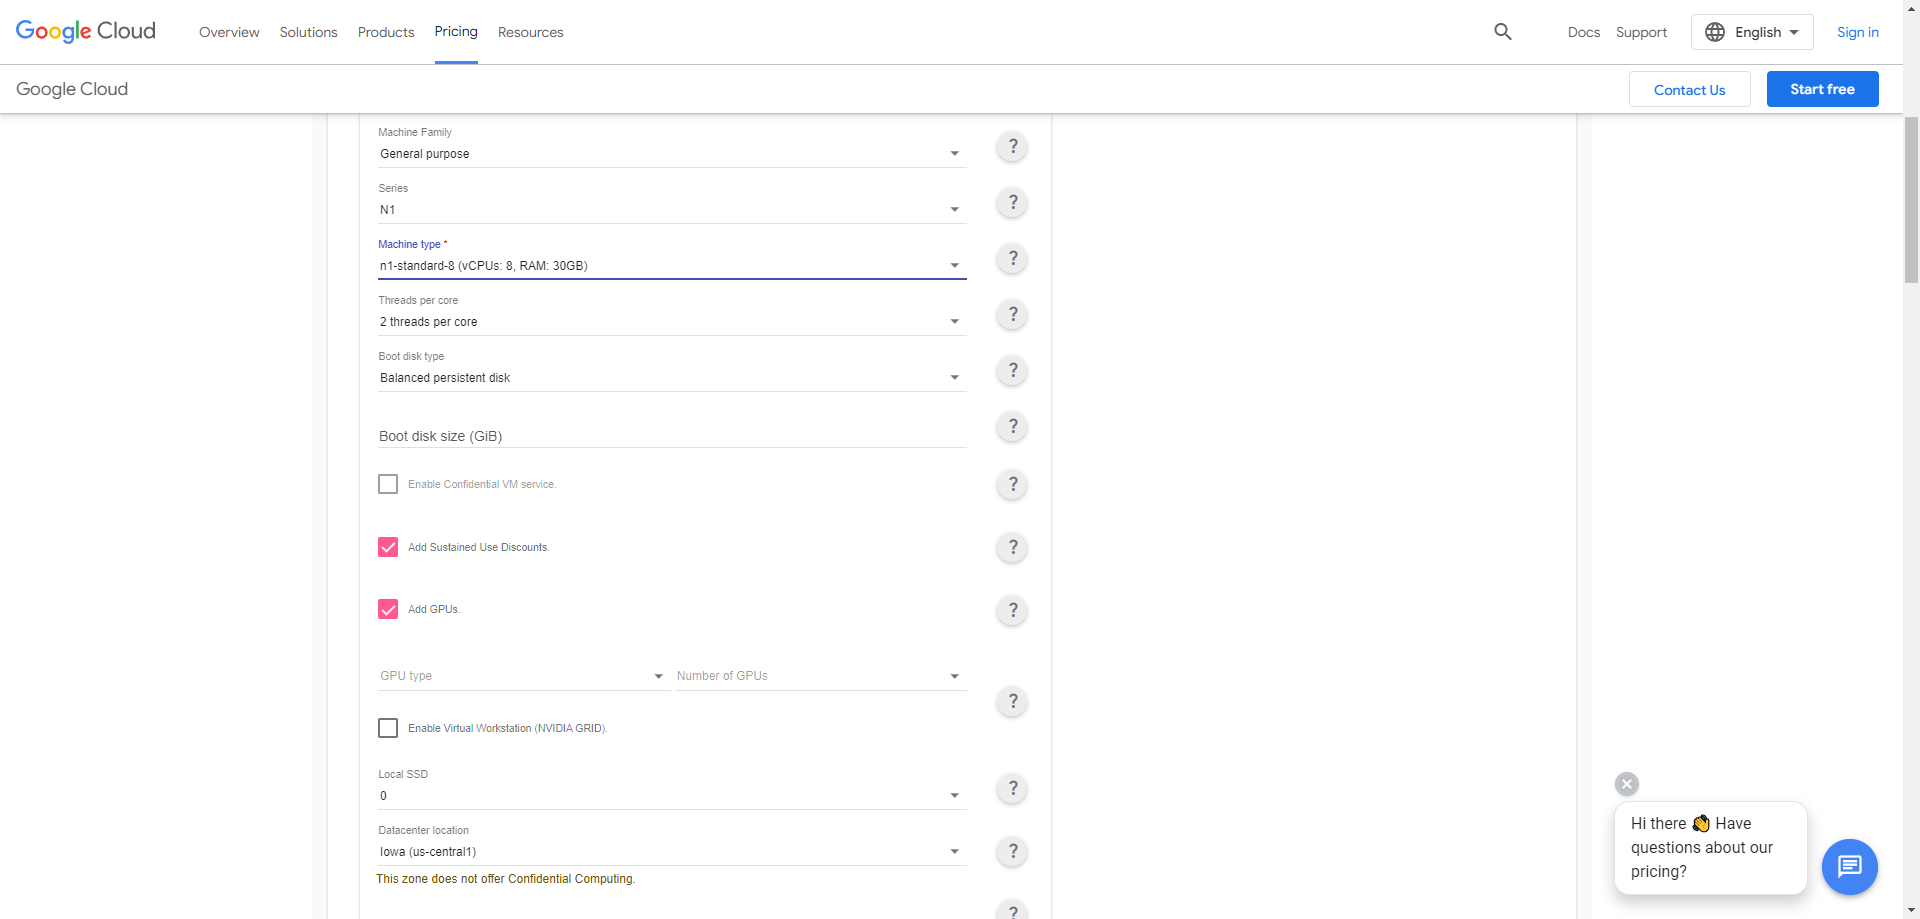 Google Cloud
Overview
Solutions
Products
Pricing
Resources
Docs
Support
English
Sign in
Google Cloud
Contact Us
Start free
Machine Family
General purpose
?
Series
N1
?
Machine type *
n1-standard-8 (vCPUs: 8, RAM: 30GB)
?
Threads per core
2 threads per core
?
Boot disk type
Balanced persistent disk
?
Boot disk size (GiB)
?
Enable Confidential VM service.
?
Add Sustained Use Discounts.
?
Add GPUs.
?
GPU type
Number of GPUs
?
Enable Virtual Workstation (NVIDIA GRID).
Local SSD
0
?
Datacenter location
Iowa (us-central1)
?
This zone does not offer Confidential Computing.
?
Hi there 👋 Have
questions about our
pricing?